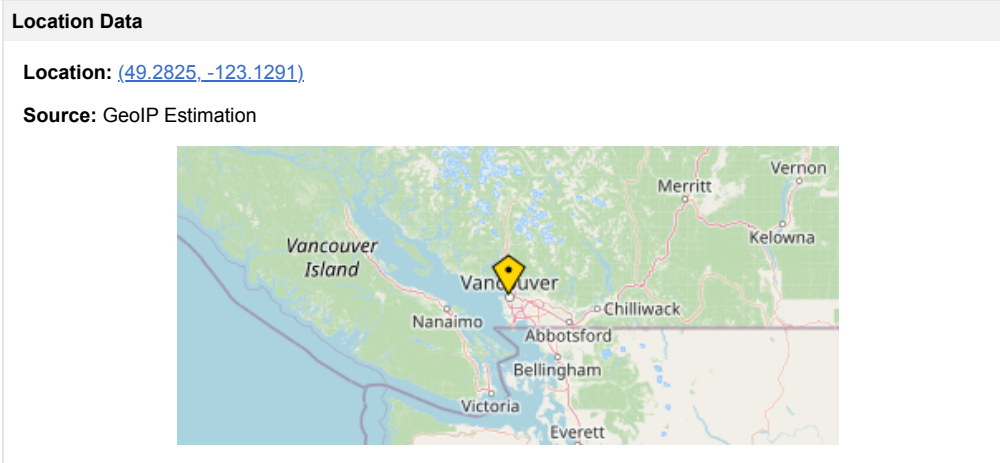 Location Data
Location: (49.2825, -123.1291)
Source: GeoIP Estimation
Vernon
Merritt
Kelowna
Vancouver
Island
Vancouver
Chilliwack
Nanaimo
Abbotsford
Bellingham
Victoria
Everett